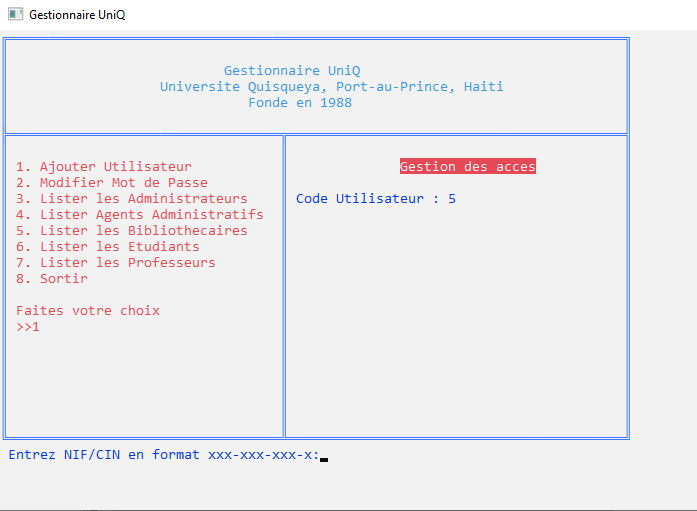 Gestionnaire UniQ
Gestionnaire UniQ
Universite Quisqueya, Port-au-Prince, Haiti
Fonde en 1988
1. Ajouter Utilisateur
2. Modifier Mot de Passe
3. Lister les Administrateurs
4. Lister Agents Administratifs
5. Lister les Bibliothecaires
6. Lister les Etudiants
7. Lister les Professeurs
8. Sortir
Faites votre choix
>>1
Gestion des acces
Code Utilisateur : 5
Entrez NIF/CIN en format xxx-xxx-xxx-x: